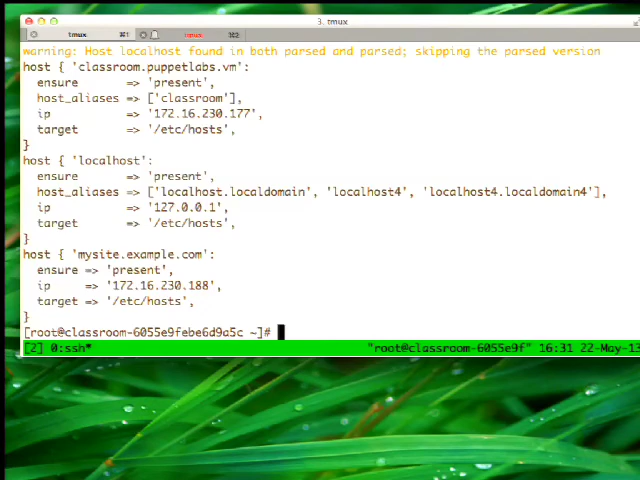 3. tmux
tmux ⌘1 tmux ⌘2
warning: Host localhost found in both parsed and parsed; skipping the parsed version
host { 'classroom.puppetlabs.vm':
ensure => 'present',
host_aliases => ['classroom'],
ip => '172.16.230.177',
target => '/etc/hosts',
}
host { 'localhost':
ensure => 'present',
host_aliases => ['localhost.localdomain', 'localhost4', 'localhost4.localdomain4'],
ip => '127.0.0.1',
target => '/etc/hosts',
}
host { 'mysite.example.com':
ensure => 'present',
ip => '172.16.230.188',
target => '/etc/hosts',
}
[root@classroom-6055e9febe6d9a5c ~]#
[2] 0:ssh* "root@classroom-6055e9f" 16:31 22-May-13